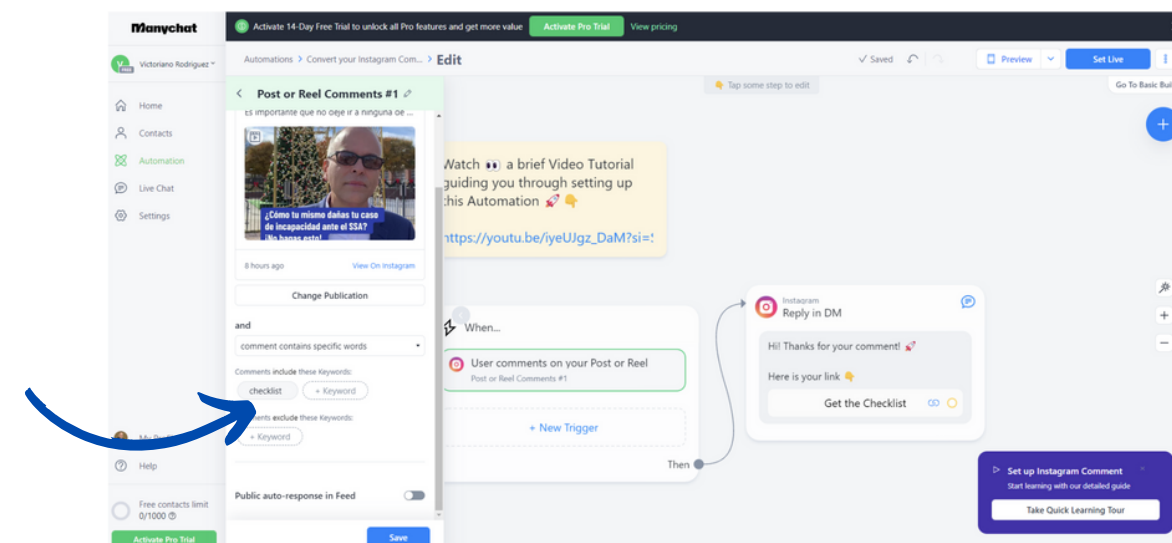 Manychat
Activate 14-Day Free Trial to unlock all Pro features and get more value
Activate Pro Trial
View pricing
Victoriano Rodriguez
FREE
Automations > Convert your Instagram Com... > Edit
Saved
Preview
Set Live
Home
Contacts
Automation
Live Chat
Settings
Help
Free contacts limit
0/1000
Activate Pro Trial
Post or Reel Comments #1
Es importante que no deje ir a ninguna de ...
¿Cómo tu mismo dañas tu caso
de incapacidad ante el SSA?
¡No hagas esto!
8 hours ago
View On Instagram
Change Publication
and
comment contains specific words
Comments include these Keywords:
checklist
+ Keyword
exclude these Keywords:
+ Keyword
Public auto-response in Feed
Save
👇 Tap some step to edit
Go To Basic
Watch 👀 a brief Video Tutorial
guiding you through setting up
this Automation 🚀 👇
https://youtu.be/iyeUJgz_DaM?si=
When...
User comments on your Post or Reel
Post or Reel Comments #1
+ New Trigger
Then
Instagram
Reply in DM
Hi! Thanks for your comment! 🚀
Here is your link 👇
Get the Checklist
Set up Instagram Comment
Start learning with our detailed guide
Take Quick Learning Tour